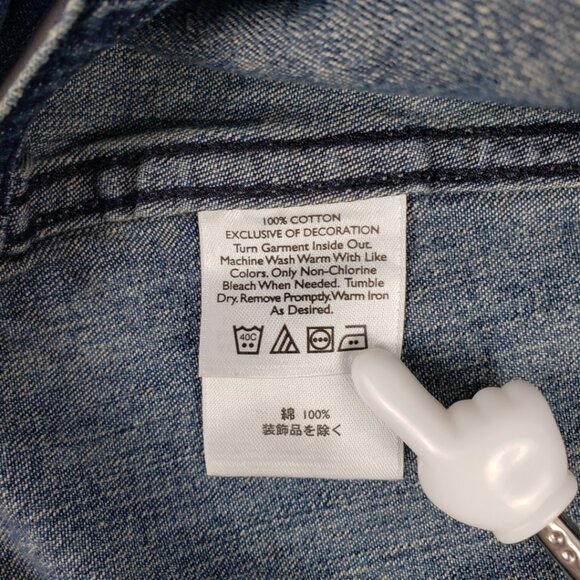 100% COTTON
EXCLUSIVE OF DECORATION
Turn Garment Inside Out.
Machine Wash Warm With Like
Colors. Only Non-Chlorine
Bleach When Needed. Tumble
Dry. Remove Promptly. Warm Iron
As Desired.
40C
綿 100%
装飾品を除く